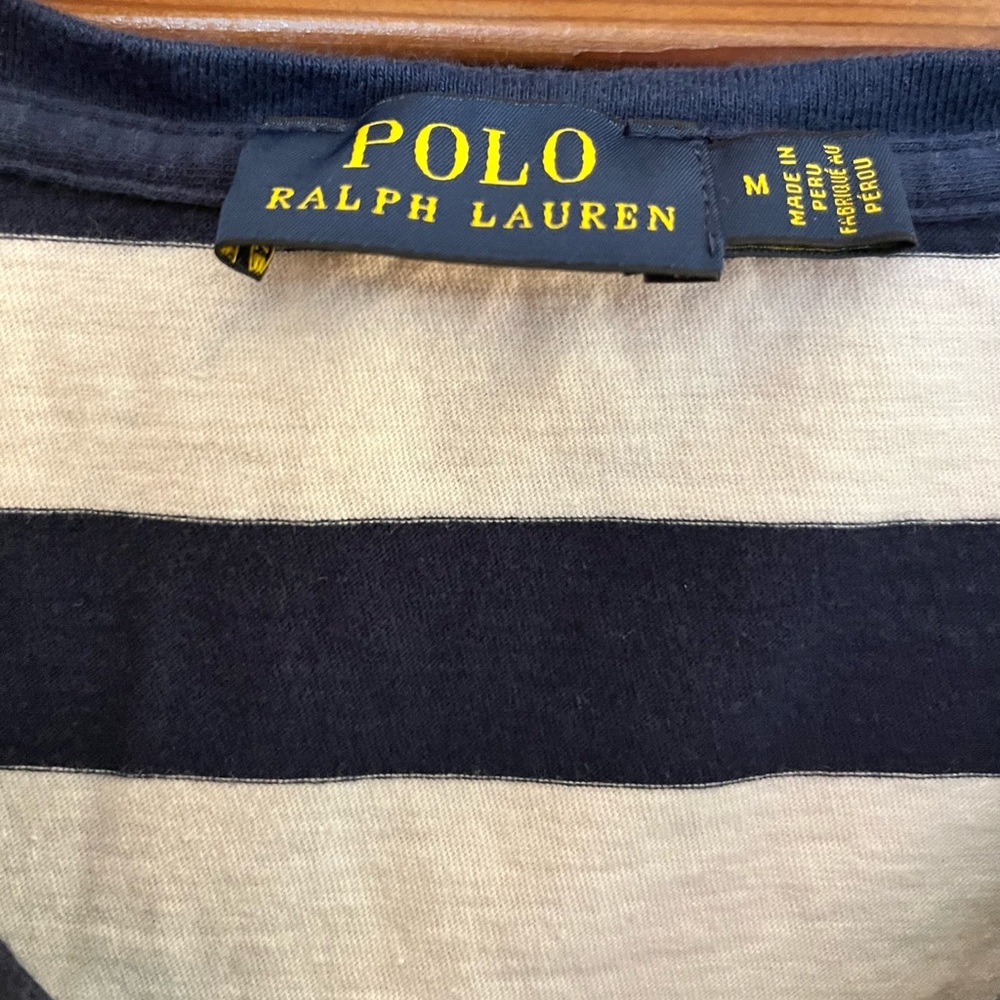 POLO
RALPH LAUREN
M
MADE IN
PERU
FABRIQUÉ AU
PÉROU